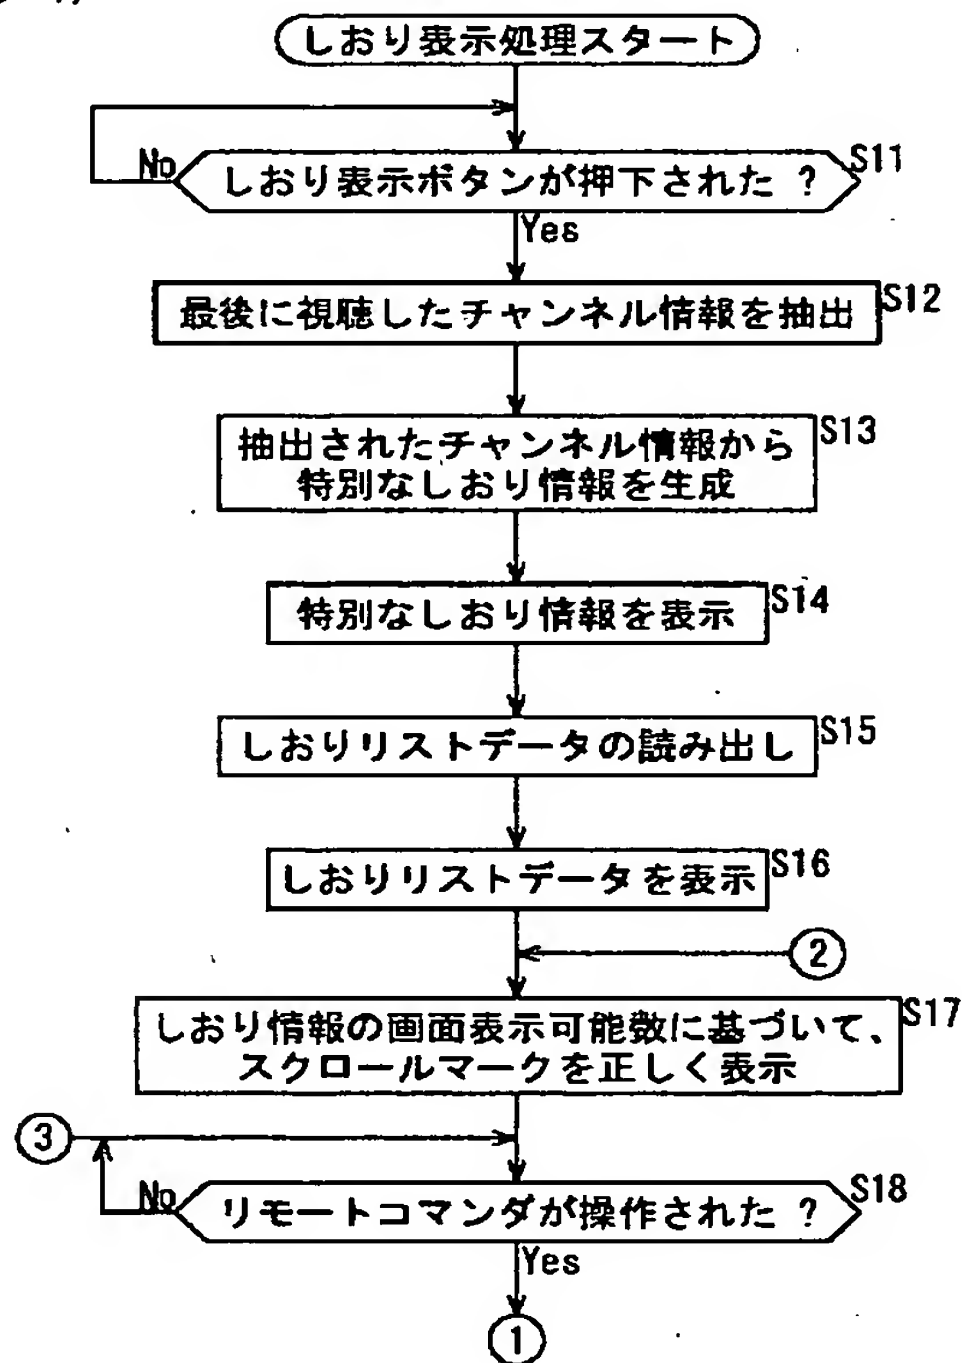 しおり表示処理スタート
No
しおり表示ボタンが押下された ?
S11
Yes
最後に視聴したチャンネル情報を抽出
S12
抽出されたチャンネル情報から
特別なしおり情報を生成
S13
特別なしおり情報を表示
S14
しおりリストデータの読み出し
S15
しおりリストデータを表示
S16
2
しおり情報の画面表示可能数に基づいて、
スクロールマークを正しく表示
S17
3
No
リモートコマンダが操作された ?
S18
Yes
1